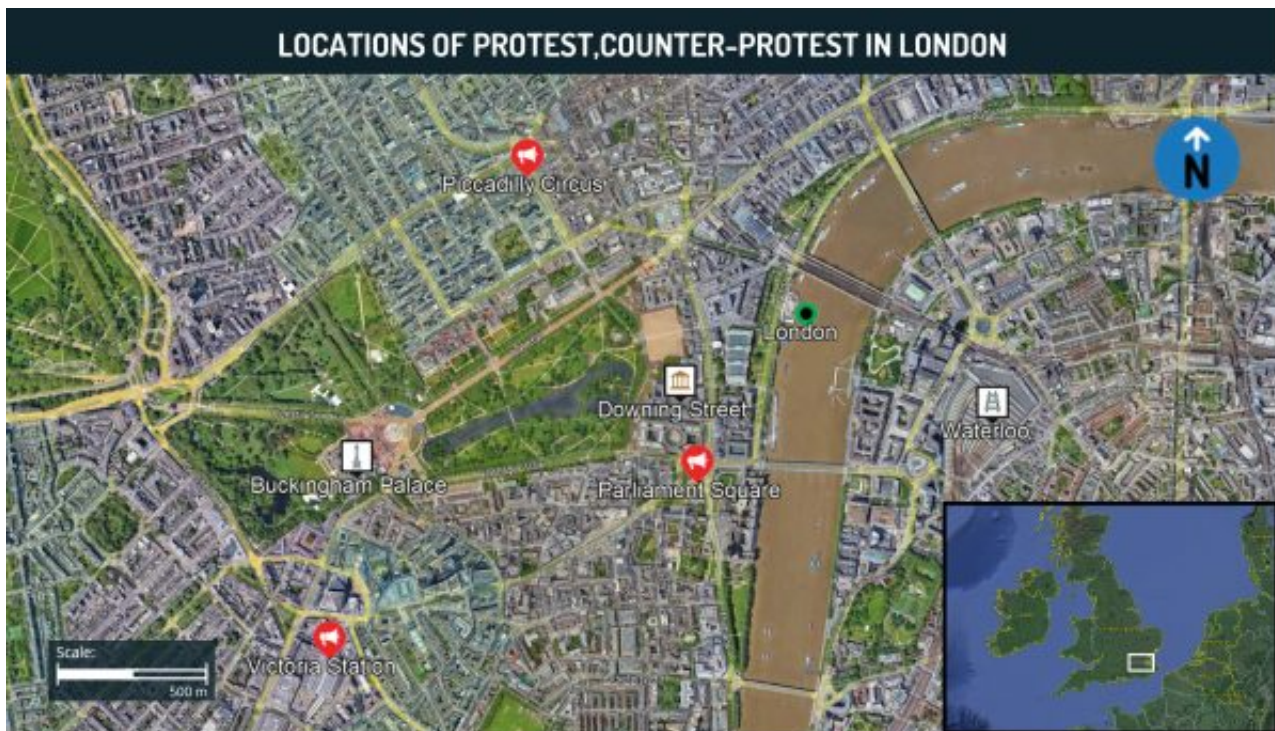 LOCATIONS OF PROTEST,COUNTER-PROTEST IN LONDON
N
Piccadilly Circus
London
Downing Street
Waterloo
Buckingham Palace
Parliament Square
Victoria Station
Scale:
500 m